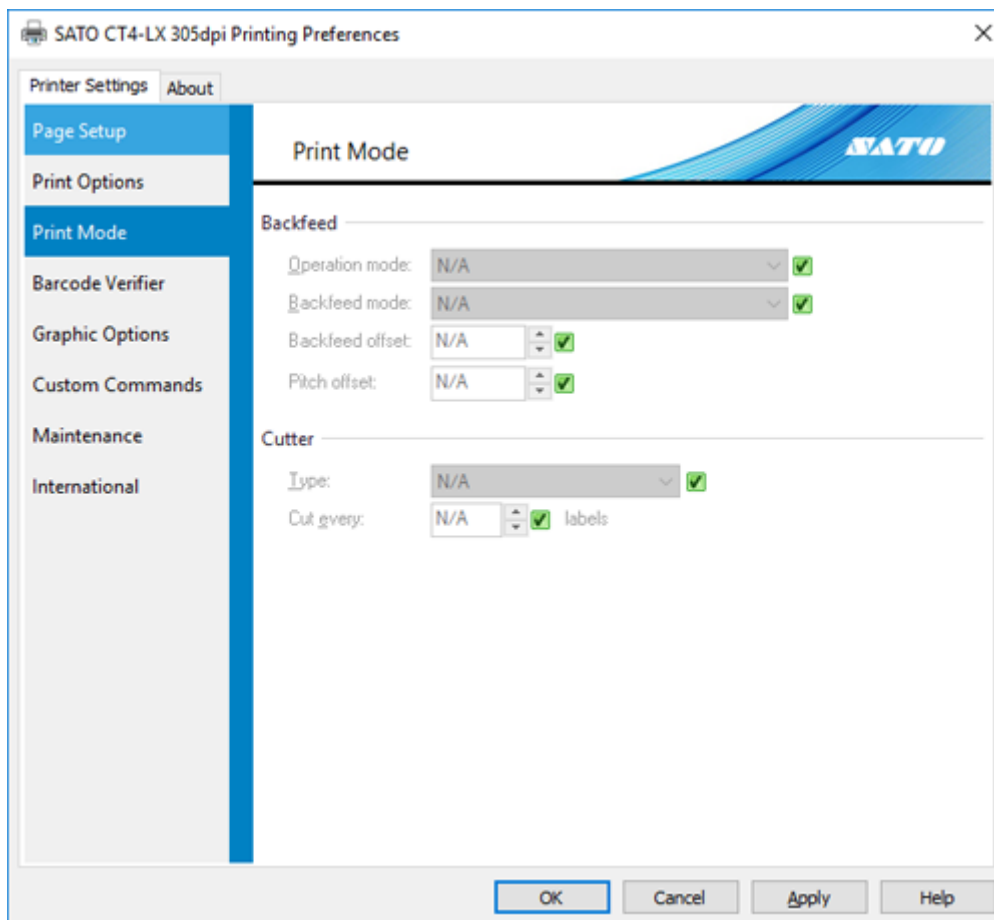 SATO CT4-LX 305dpi Printing Preferences
Printer Settings About
Page Setup
Print Mode
SATO
Print Options
Print Mode
Barcode Verifier
Graphic Options
Custom Commands
Maintenance
International
Backfeed
Operation mode: N/A
Backfeed mode: N/A
Backfeed offset: N/A
Pitch offset: N/A
Cutter
Type: N/A
Cut every: N/A labels
OK Cancel Apply Help